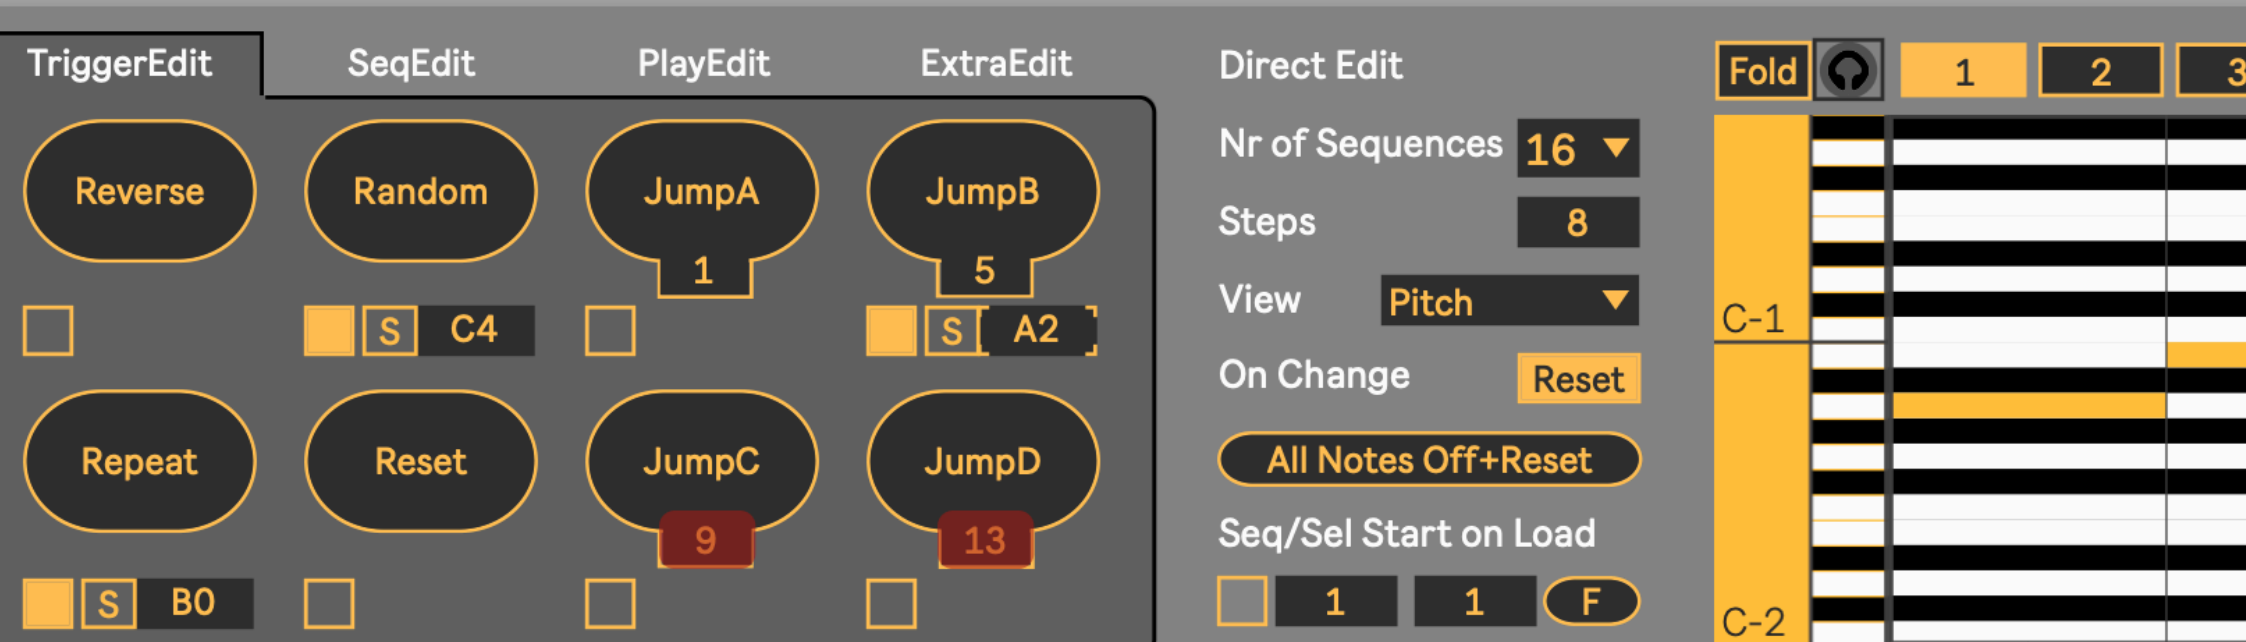 TriggerEdit SeqEdit PlayEdit ExtraEdit
Reverse Random JumpA JumpB
1 5
S C4 S A2
Repeat Reset JumpC JumpD
9 13
S B0
Direct Edit
Nr of Sequences 16
Steps 8
View Pitch
On Change Reset
All Notes Off+Reset
Seq/Sel Start on Load
1 1 F
Fold 1 2 3
C-1
C-2